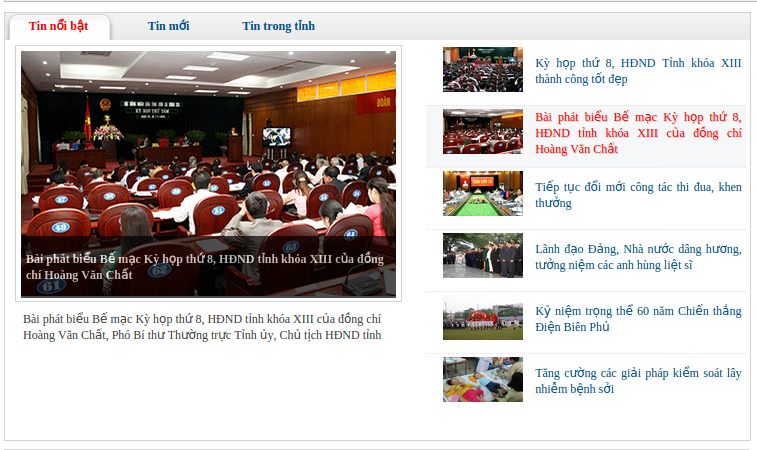 Tin nổi bật
Tin mới
Tin trong tỉnh
Bài phát biểu Bế mạc Kỳ họp thứ 8, HĐND tỉnh khóa XIII của đồng
chí Hoàng Văn Chất
Bài phát biểu Bế mạc Kỳ họp thứ 8, HĐND tỉnh khóa XIII của đồng chí
Hoàng Văn Chất, Phó Bí thư Thường trực Tỉnh ủy, Chủ tịch HĐND tỉnh
Kỳ họp thứ 8, HĐND Tỉnh khóa XIII
thành công tốt đẹp
Bài phát biểu Bế mạc Kỳ họp thứ 8,
HĐND tỉnh khóa XIII của đồng chí
Hoàng Văn Chất
Tiếp tục đổi mới công tác thi đua, khen
thưởng
Lãnh đạo Đảng, Nhà nước dâng hương,
tưởng niệm các anh hùng liệt sĩ
Kỷ niệm trọng thể 60 năm Chiến thắng
Điện Biên Phủ
Tăng cường các giải pháp kiểm soát lây
nhiễm bệnh sởi